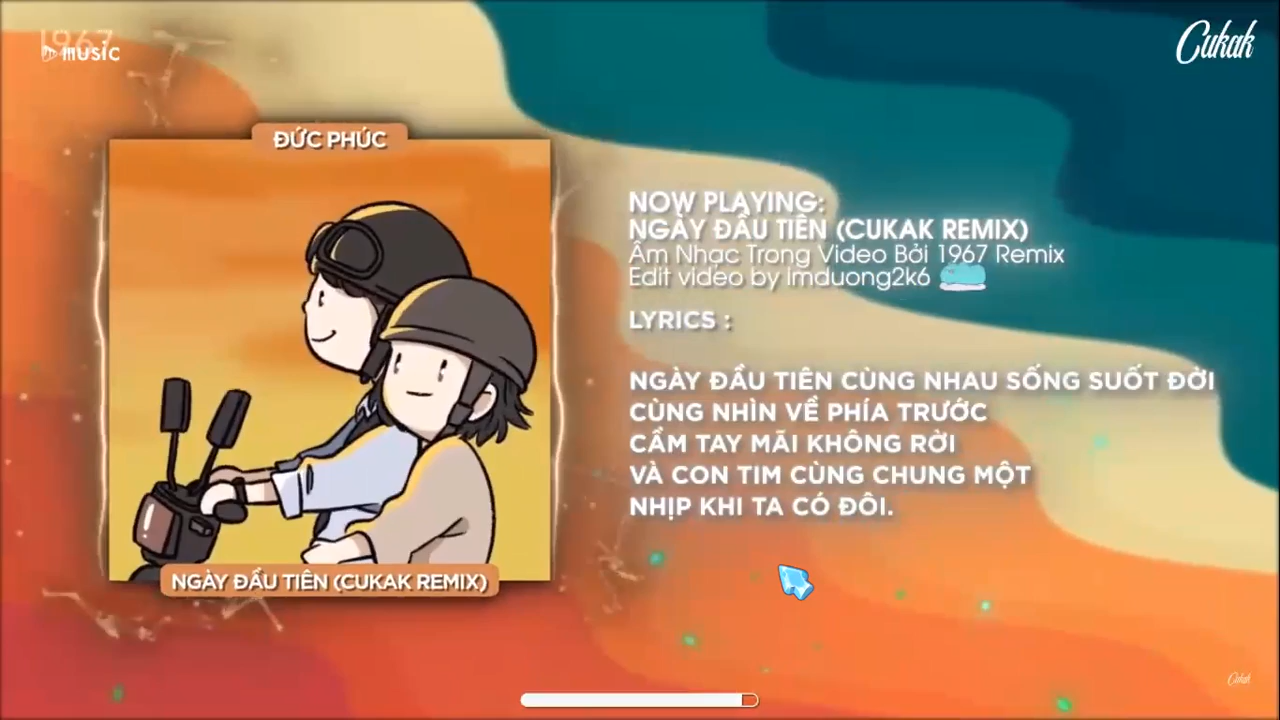 1967
music
Cukak
ĐỨC PHÚC
NGÀY ĐẦU TIÊN (CUKAK REMIX)
NOW PLAYING:
NGÀY ĐẦU TIÊN (CUKAK REMIX)
Âm Nhạc Trong Video Bởi 1967 Remix
Edit video by lmduong2k6
LYRICS :
NGÀY ĐẦU TIÊN CÙNG NHAU SỐNG SUỐT ĐỜI
CÙNG NHÌN VỀ PHÍA TRƯỚC
CẦM TAY MÃI KHÔNG RỜI
VÀ CON TIM CÙNG CHUNG MỘT
NHỊP KHI TA CÓ ĐÔI.
Cukak